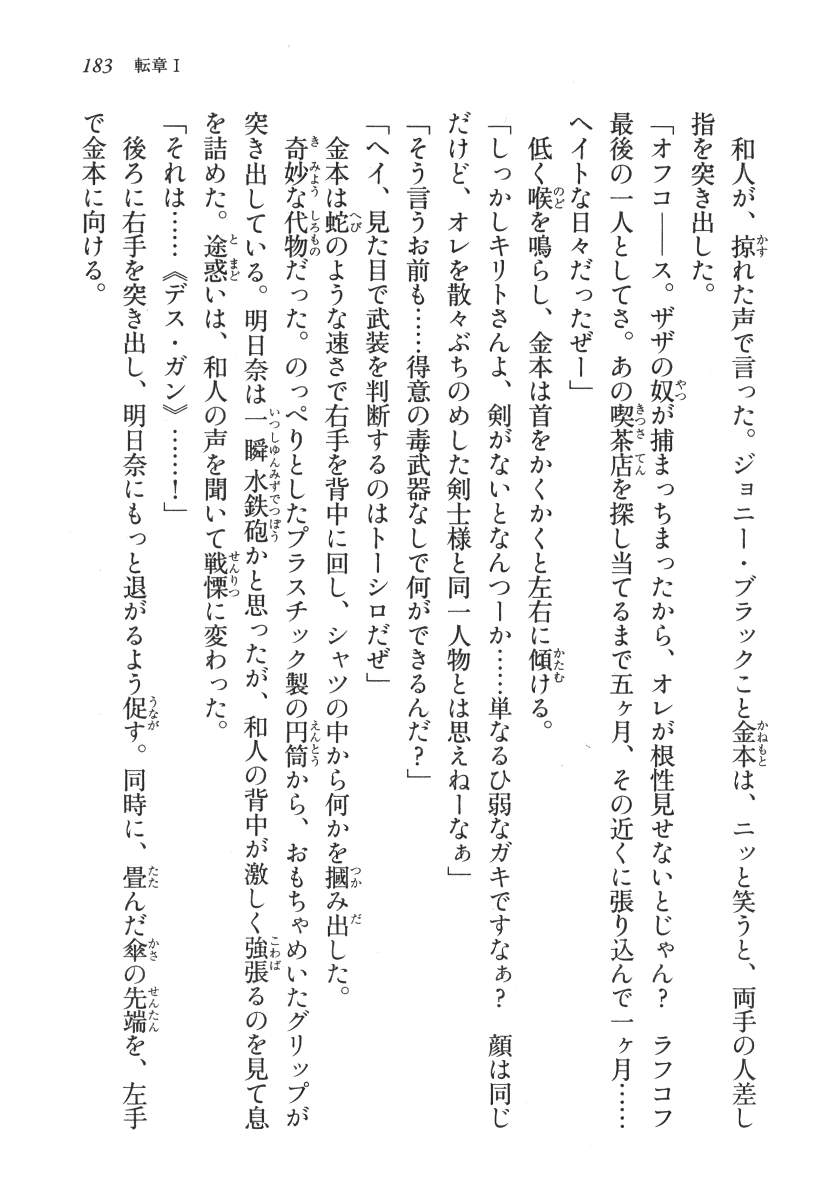 183　転章Ⅰ
　和人が、掠れた声で言った。ジョニー・ブラックこと金本は、ニッと笑うと、両手の人差し
指を突き出した。
「オフコ――ス。ザザの奴が捕まっちまったから、オレが根性見せないとじゃん？　ラフコフ
最後の一人としてさ。あの喫茶店を探し当てるまで五ヶ月、その近くに張り込んで一ヶ月……
ヘイトな日々だったぜー」
　低く喉を鳴らし、金本は首をかくかくと左右に傾ける。
「しっかしキリトさんよ、剣がないとなんつーか……単なるひ弱なガキですなぁ？　顔は同じ
だけど、オレを散々ぶちのめした剣士様と同一人物とは思えねーなぁ」
「そう言うお前も……得意の毒武器なしで何ができるんだ？」
「ヘイ、見た目で武装を判断するのはトーシロだぜ」
　金本は蛇のような速さで右手を背中に回し、シャツの中から何かを摑み出した。
　奇妙な代物だった。のっぺりとしたプラスチック製の円筒から、おもちゃめいたグリップが
突き出している。明日奈は一瞬水鉄砲かと思ったが、和人の背中が激しく強張るのを見て息
を詰めた。途惑いは、和人の声を聞いて戦慄に変わった。
「それは……《デス・ガン》……！」
　後ろに右手を突き出し、明日奈にもっと退がるよう促す。同時に、畳んだ傘の先端を、左手
で金本に向ける。